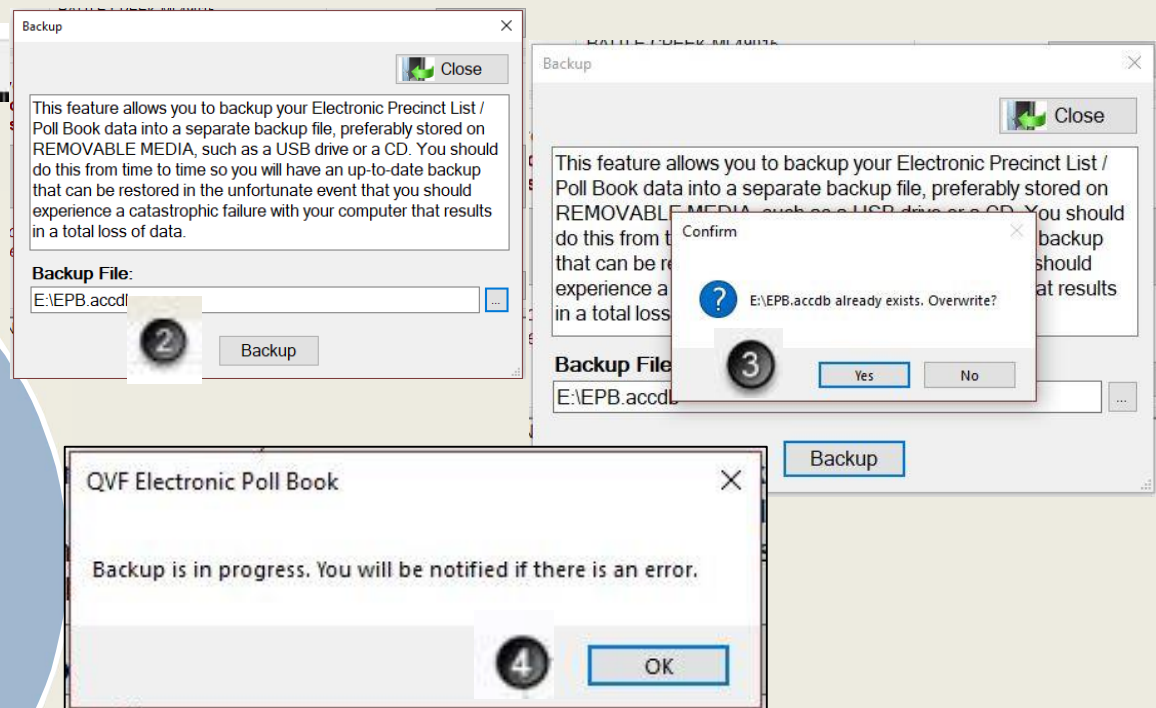 Backup
Close
This feature allows you to backup your Electronic Precinct List /
Poll Book data into a separate backup file, preferably stored on
REMOVABLE MEDIA, such as a USB drive or a CD. You should
do this from time to time so you will have an up-to-date backup
that can be restored in the unfortunate event that you should
experience a catastrophic failure with your computer that results
in a total loss of data.
Backup File:
E:\EPB.accdb
...
2
Backup
BATTLE CREEK, MI 49015
Backup
Close
This feature allows you to backup your Electronic Precinct List /
Poll Book data into a separate backup file, preferably stored on
REMOVABLE MEDIA, such as a USB drive or a CD. You should
do this from t
backup
that can be re
should
experience a
at results
in a total loss
Confirm
E:\EPB.accdb already exists. Overwrite?
3
Yes
No
Backup File
E:\EPB.accdb
...
Backup
QVF Electronic Poll Book
Backup is in progress. You will be notified if there is an error.
4
OK